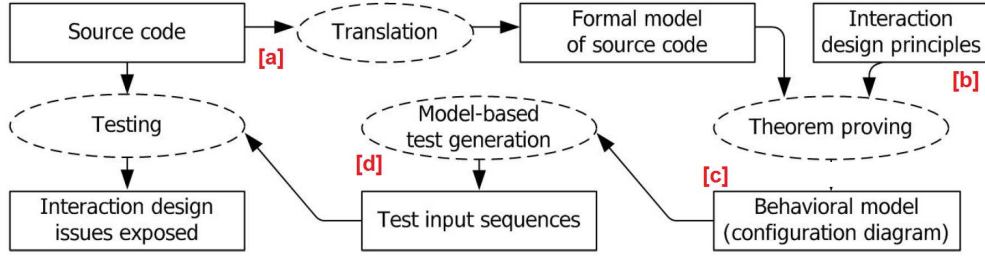 Source code
[a]
Translation
Formal model
of source code
Interaction
design principles
[b]
Testing
Model-based
test generation
[d]
Theorem proving
[c]
Interaction design
issues exposed
Test input sequences
Behavioral model
(configuration diagram)